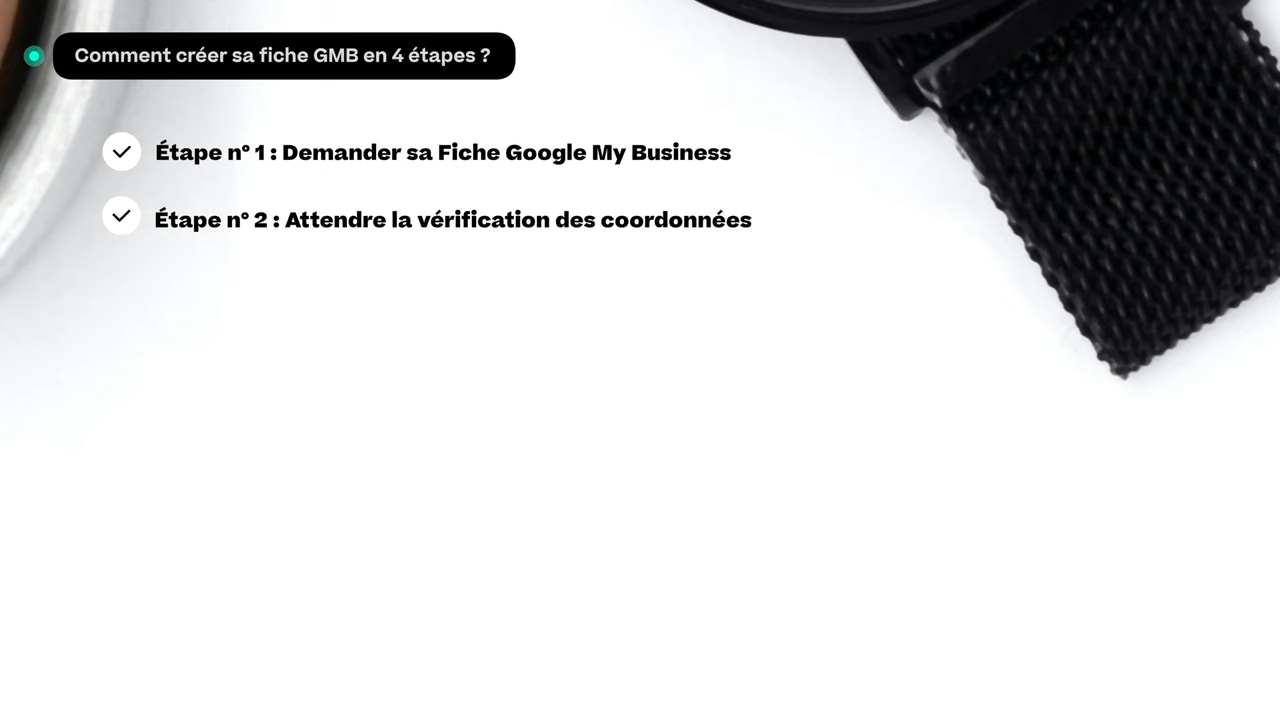 Comment créer sa fiche GMB en 4 étapes ?
Étape n° 1 : Demander sa Fiche Google My Business
Étape n° 2 : Attendre la vérification des coordonnées